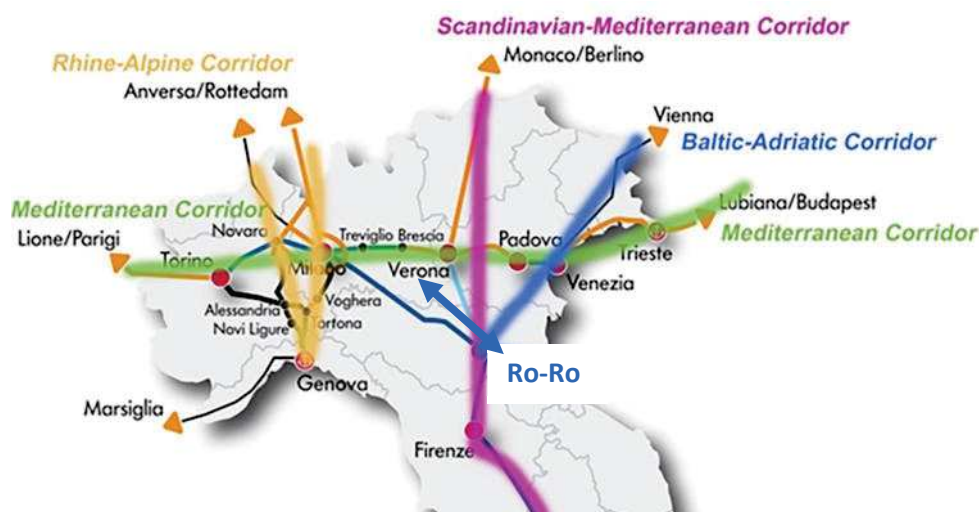 Scandinavian-Mediterranean Corridor
Monaco/Berlino
Rhine-Alpine Corridor
Anversa/Rottedam
Vienna
Baltic-Adriatic Corridor
Mediterranean Corridor
Lubiana/Budapest
Novara
Treviglio Brescia
Padova
Mediterranean Corridor
Lione/Parigi
Torino
Milano
Verona
Trieste
Venezia
Alessandria
Voghera
Novi Ligure
Tortona
Ro-Ro
Genova
Marsiglia
Firenze